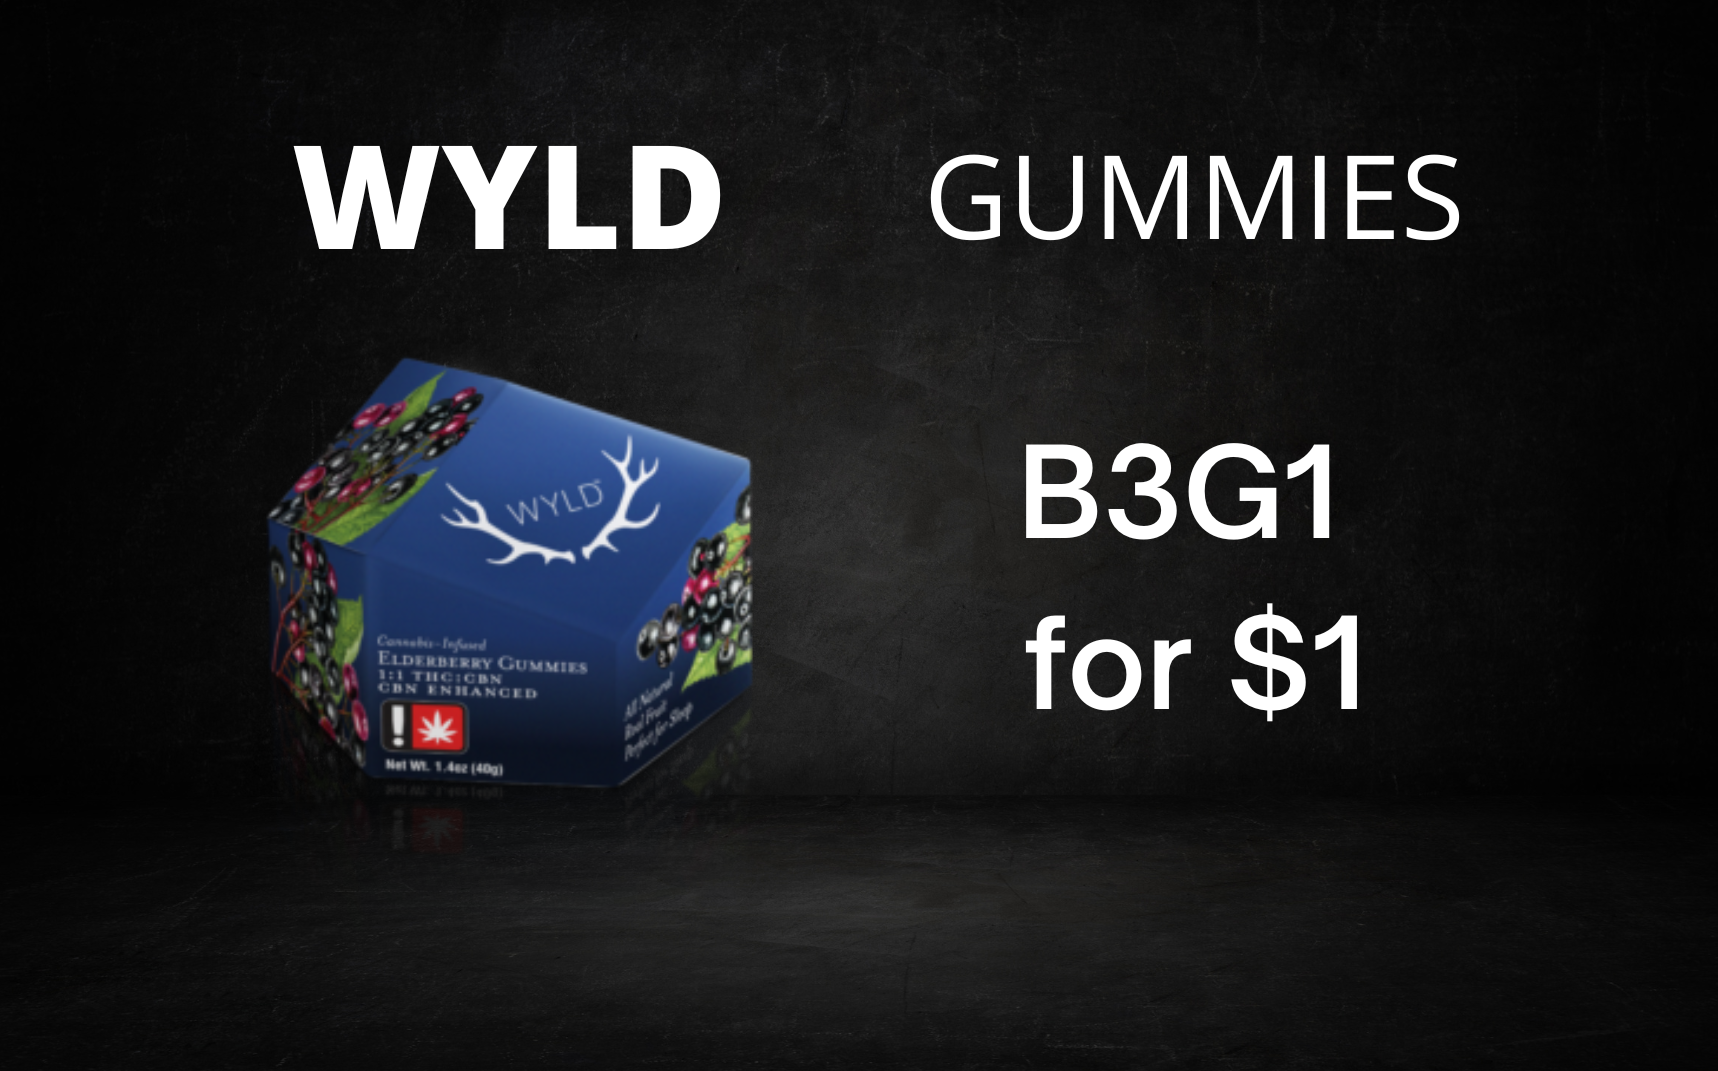 WYLD GUMMIES
WYLD
B3G1
for $1
Cannabis-Infused
ELDERBERRY GUMMIES
1:1 THC:CBN
CBN ENHANCED
!
Net Wt. 1.4oz (40g)
All Natural
Real Fruit
Perfect for Sleep